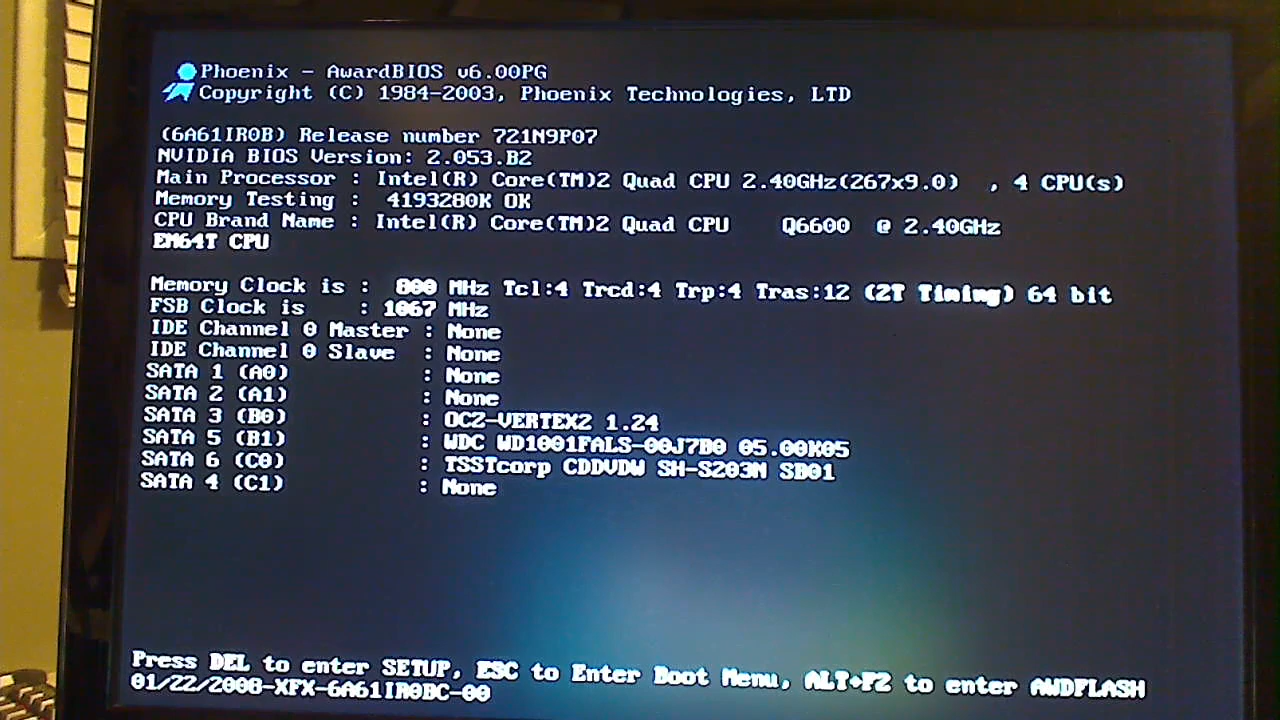 Phoenix - AwardBIOS v6.00PG
Copyright (C) 1984-2003, Phoenix Technologies, LTD
(6A61IR0B) Release number 721N9P07
NVIDIA BIOS Version: 2.053.B2
Main Processor : Intel(R) Core(TM)2 Quad CPU 2.40GHz(267x9.0) , 4 CPU(s)
Memory Testing : 4193280K OK
CPU Brand Name : Intel(R) Core(TM)2 Quad CPU Q6600 @ 2.40GHz
EM64T CPU
Memory Clock is : 800 MHz Tcl:4 Trcd:4 Trp:4 Tras:12 (2T Timing) 64 bit
FSB Clock is : 1067 MHz
IDE Channel 0 Master : None
IDE Channel 0 Slave : None
SATA 1 (A0) : None
SATA 2 (A1) : None
SATA 3 (B0) : OCZ-VERTEX2 1.24
SATA 5 (B1) : WDC WD1001FALS-00J7B0 05.00K05
SATA 6 (C0) : TSSTcorp CDDVDW SH-S203N SB01
SATA 4 (C1) : None
Press DEL to enter SETUP, ESC to Enter Boot Menu, ALT+F2 to enter AWDFLASH
01/22/2008-XFX-6A61IR0BC-00